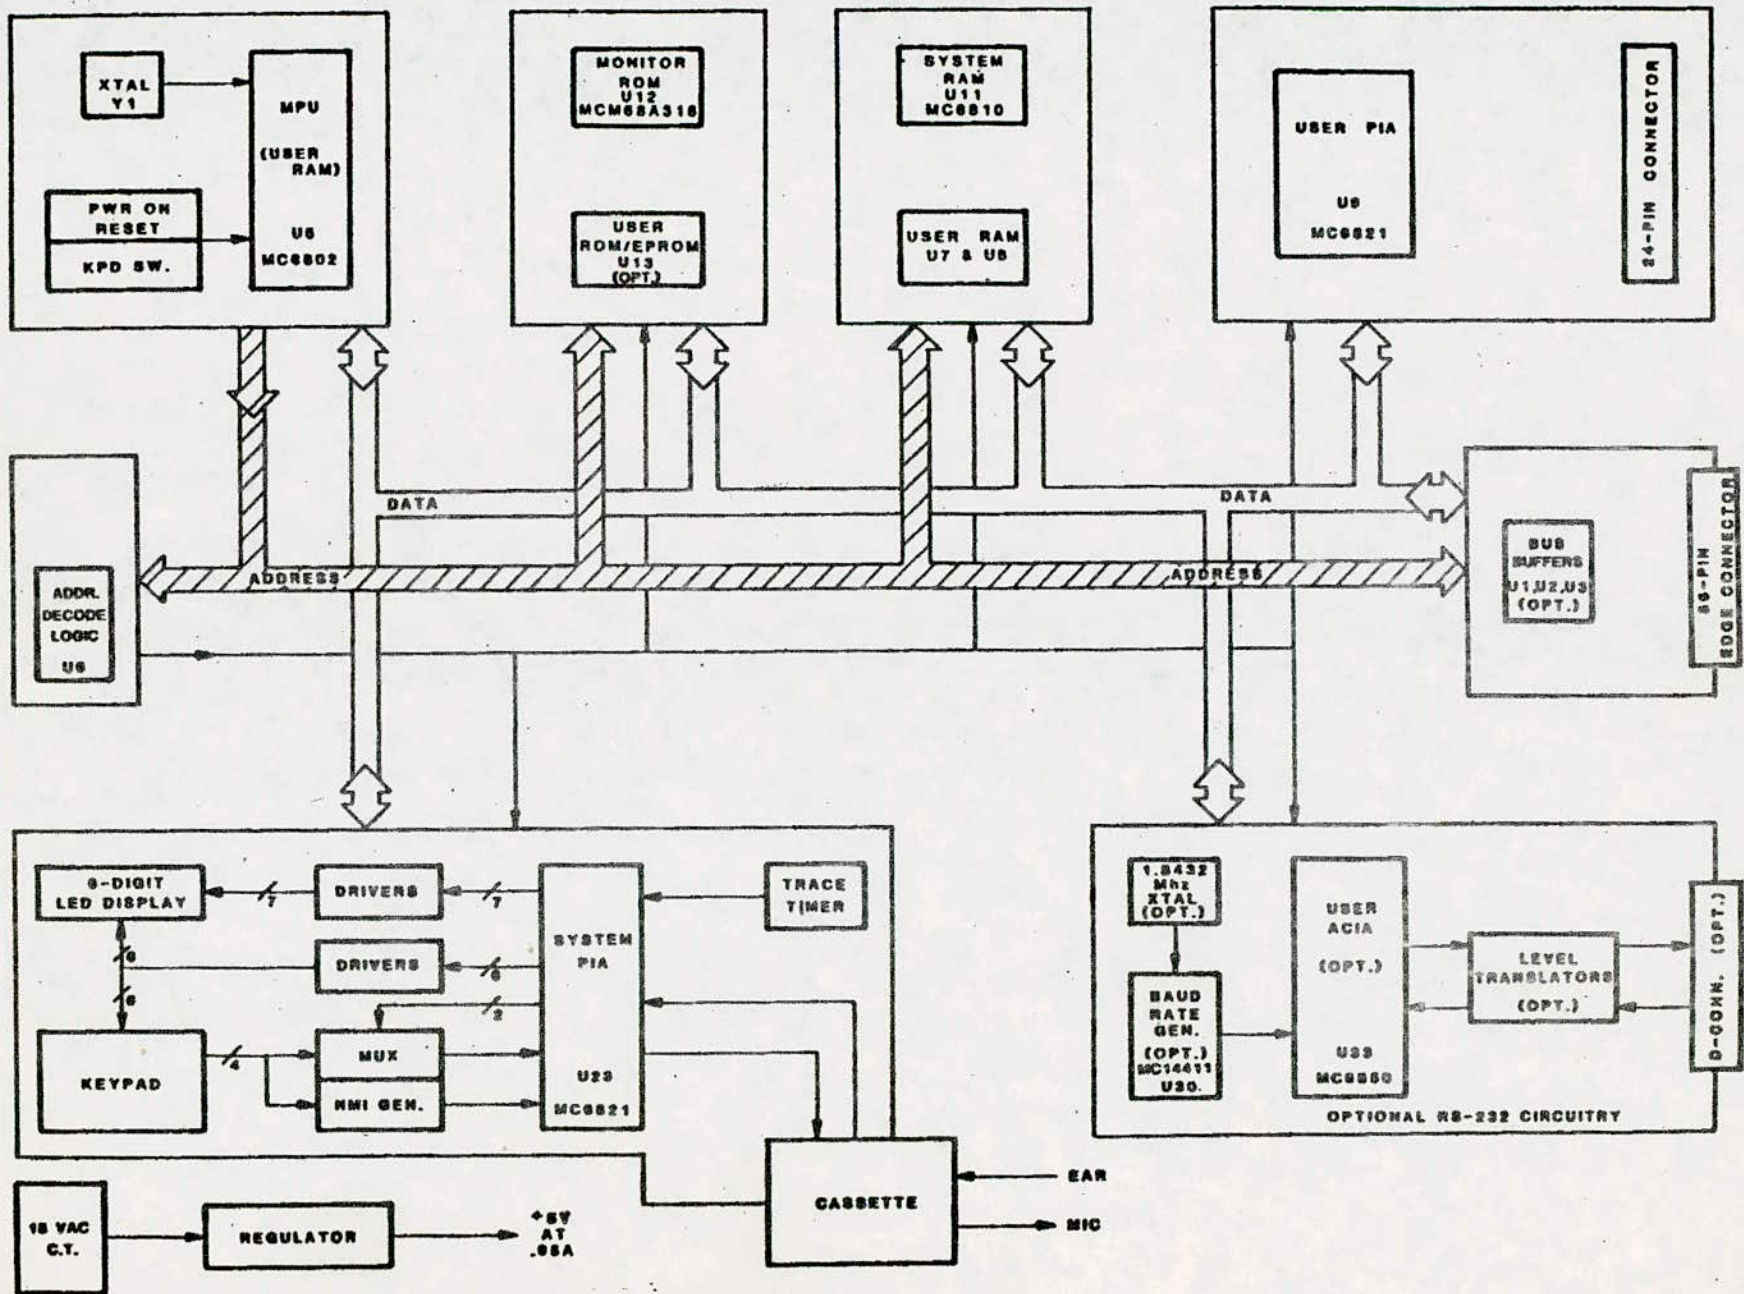 XTAL
Y1
MPU
(USER
RAM)
U5
MC6802
PWR ON
RESET
KPD SW.
MONITOR
ROM
U12
MCM68A316
USER
ROM/EPROM
U13
(OPT.)
SYSTEM
RAM
U11
MC6810
USER RAM
U7 & U8
USER PIA
U9
MC6821
24-PIN CONNECTOR
DATA
DATA
ADDRESS
ADDRESS
ADDR.
DECODE
LOGIC
U6
BUS
BUFFERS
U1,U2,U3
(OPT.)
86-PIN
EDGE CONNECTOR
6-DIGIT
LED DISPLAY
7
DRIVERS
7
SYSTEM
PIA
U23
MC6821
TRACE
TIMER
6
DRIVERS
6
6
2
KEYPAD
4
MUX
NMI GEN.
1.8432
Mhz
XTAL
(OPT.)
BAUD
RATE
GEN.
(OPT.)
MC14411
U30.
USER
ACIA
(OPT.)
U33
MC6850
LEVEL
TRANSLATORS
(OPT.)
D-CONN. (OPT.)
OPTIONAL RS-232 CIRCUITRY
CASSETTE
EAR
MIC
C.T.
REGULATOR
+5V
AT